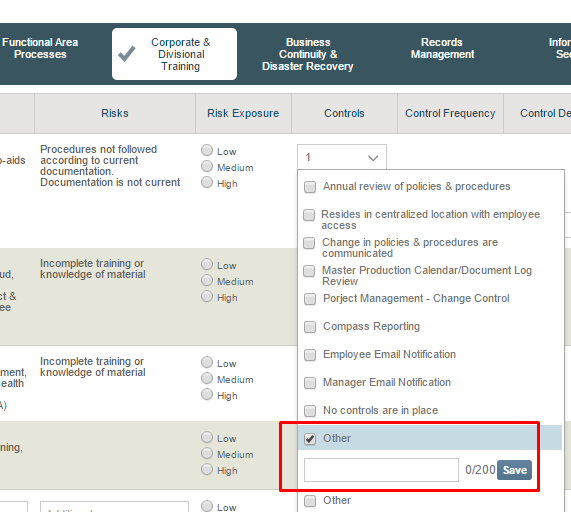 Functional Area
Processes
Corporate &
Divisional
Training
Business
Continuity &
Disaster Recovery
Records
Management
Infor
Sec
Risks
Risk Exposure
Controls
Control Frequency
Control De
o-aids
Procedures not followed
according to current
documentation.
Documentation is not current
Low
Medium
High
1
Annual review of policies & procedures
Resides in centralized location with employee
access
Change in policies & procedures are
communicated
Master Production Calendar/Document Log
Review
Porject Management - Change Control
Compass Reporting
Employee Email Notification
Manager Email Notification
No controls are in place
Other
0/200 Save
Other
ud,
ct &
ee
Incomplete training or
knowledge of material
Low
Medium
High
ment,
ealth
A)
Incomplete training or
knowledge of material
Low
Medium
High
ning,
Low
Medium
High
Low